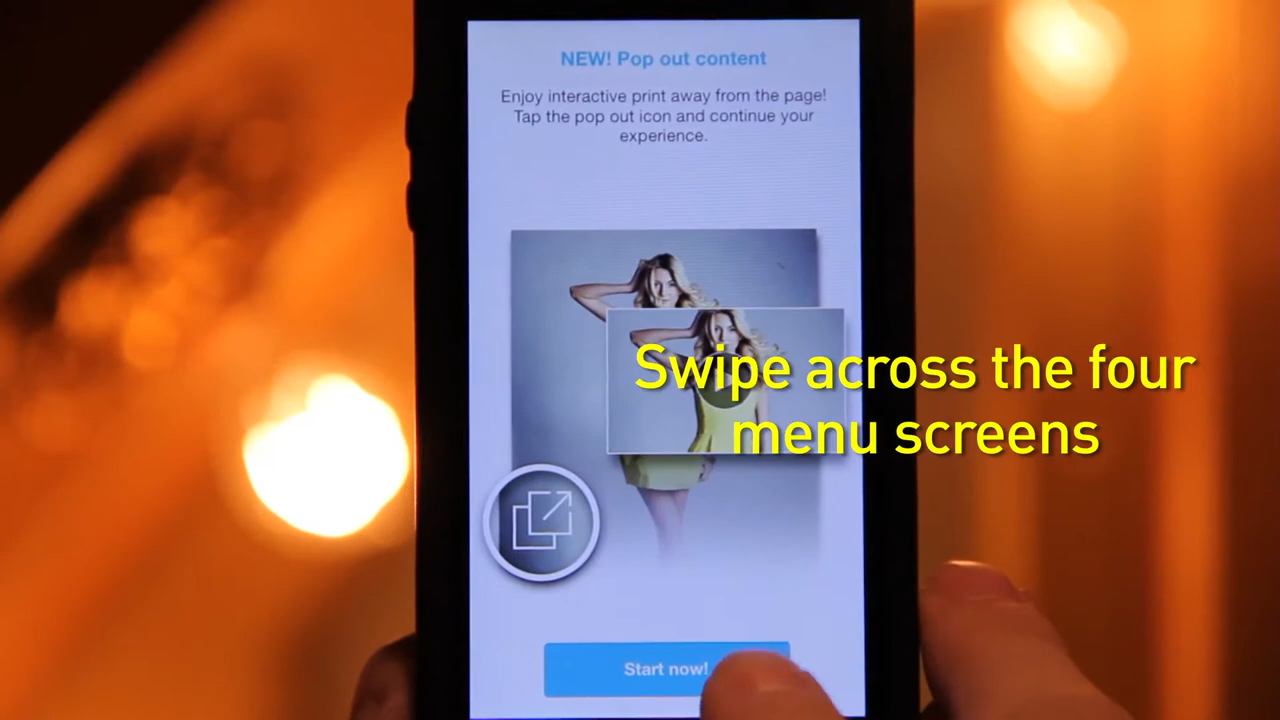 NEW! Pop out content
Enjoy interactive print away from the page!
Tap the pop out icon and continue your
experience.
Swipe across the four
menu screens
Start now!